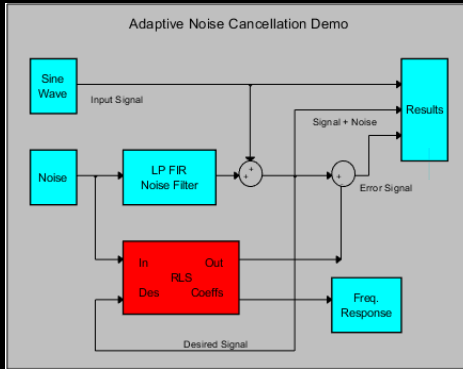 Adaptive Noise Cancellation Demo
Sine
Wave
Input Signal
Results
Signal + Noise
Noise
LP FIR
Noise Filter
+
+
+
Error Signal
In
Out
RLS
Des
Coeffs
Freq.
Response
Desired Signal